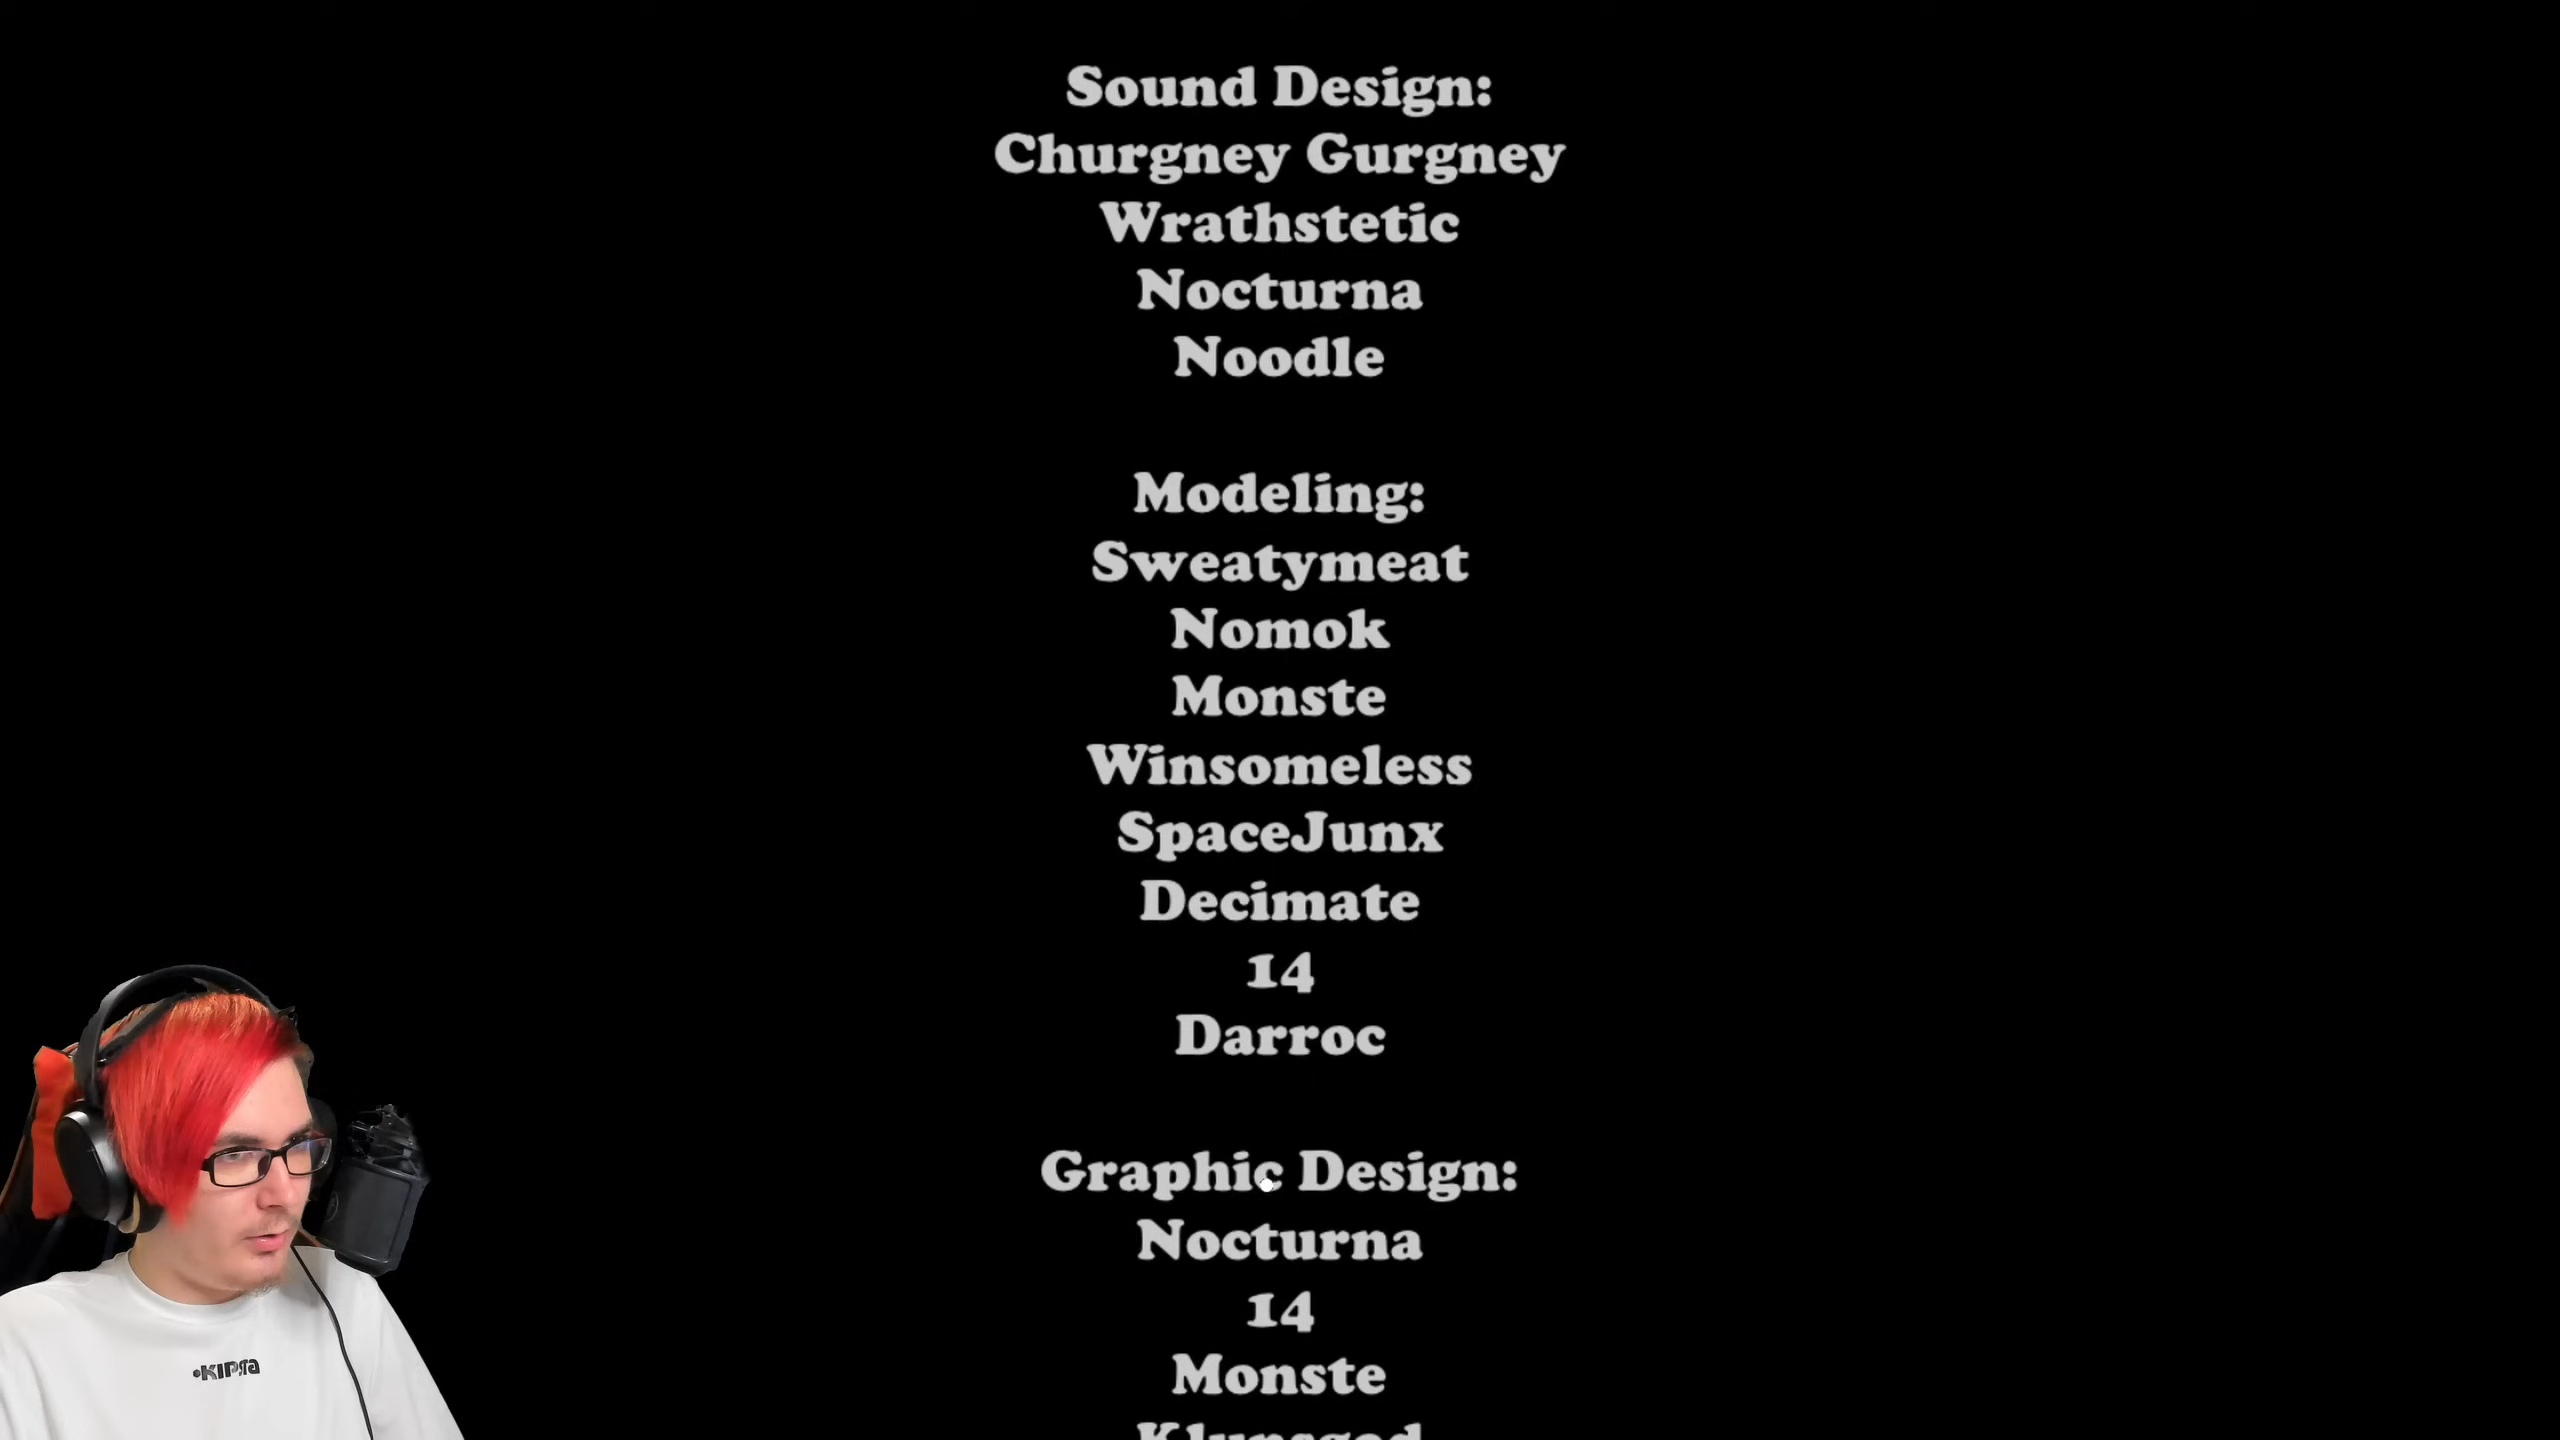 Sound Design:
Churgney Gurgney
Wrathstetic
Nocturna
Noodle
Modeling:
Sweatymeat
Nomok
Monste
Winsomeless
SpaceJunx
Decimate
14
Darroc
Graphic Design:
Nocturna
14
Monste
KIPSTA